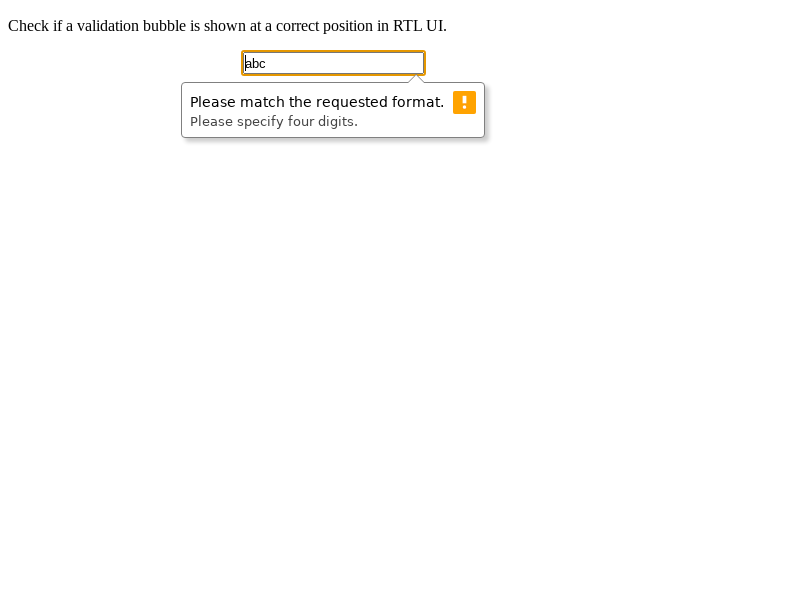 Check if a validation bubble is shown at a correct position in RTL UI.
abc
Please match the requested format.
Please specify four digits.